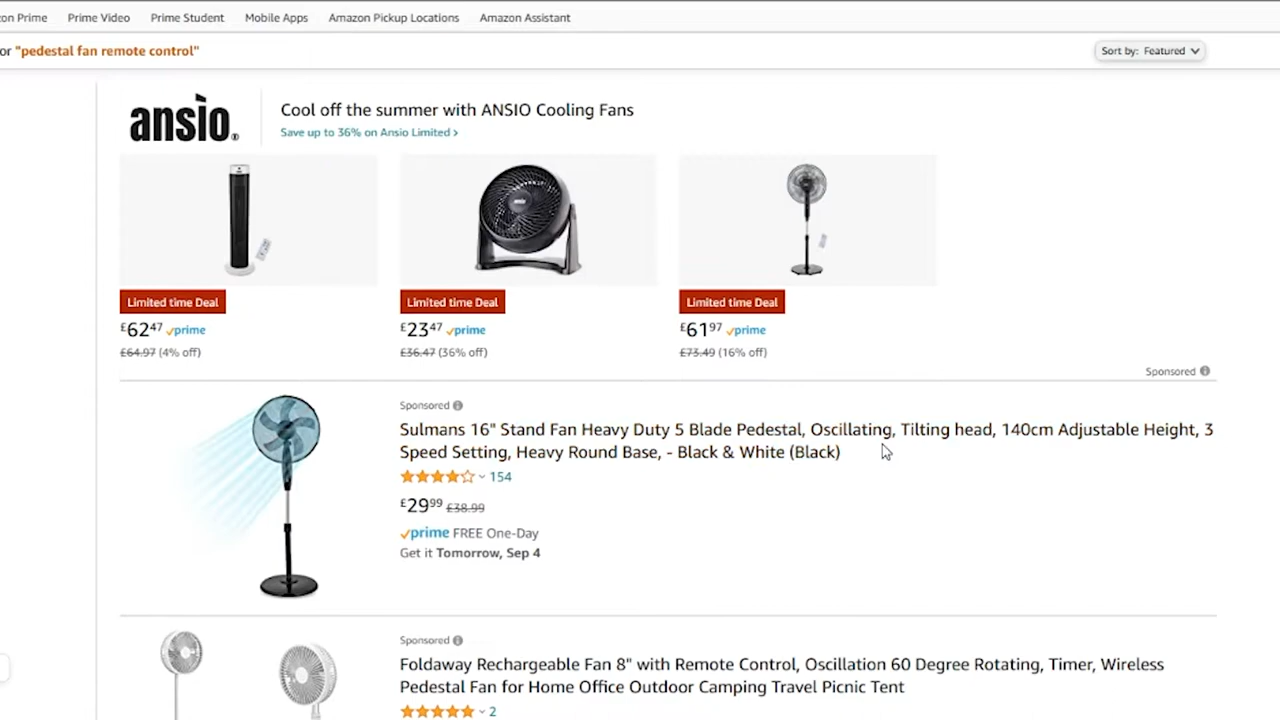 on Prime Prime Video Prime Student Mobile Apps Amazon Pickup Locations Amazon Assistant
or "pedestal fan remote control"
Sort by: Featured
ansio
Cool off the summer with ANSIO Cooling Fans
Save up to 36% on Ansio Limited ›
Limited time Deal
£62 47 prime
£64.97 (4% off)
Limited time Deal
£23 47 prime
£36.47 (36% off)
Limited time Deal
£61 97 prime
£73.49 (16% off)
Sponsored
Sponsored
Sulmans 16" Stand Fan Heavy Duty 5 Blade Pedestal, Oscillating, Tilting head, 140cm Adjustable Height, 3
Speed Setting, Heavy Round Base, - Black & White (Black)
154
£29 99 £38.99
prime FREE One-Day
Get it Tomorrow, Sep 4
Sponsored
Foldaway Rechargeable Fan 8" with Remote Control, Oscillation 60 Degree Rotating, Timer, Wireless
Pedestal Fan for Home Office Outdoor Camping Travel Picnic Tent
2